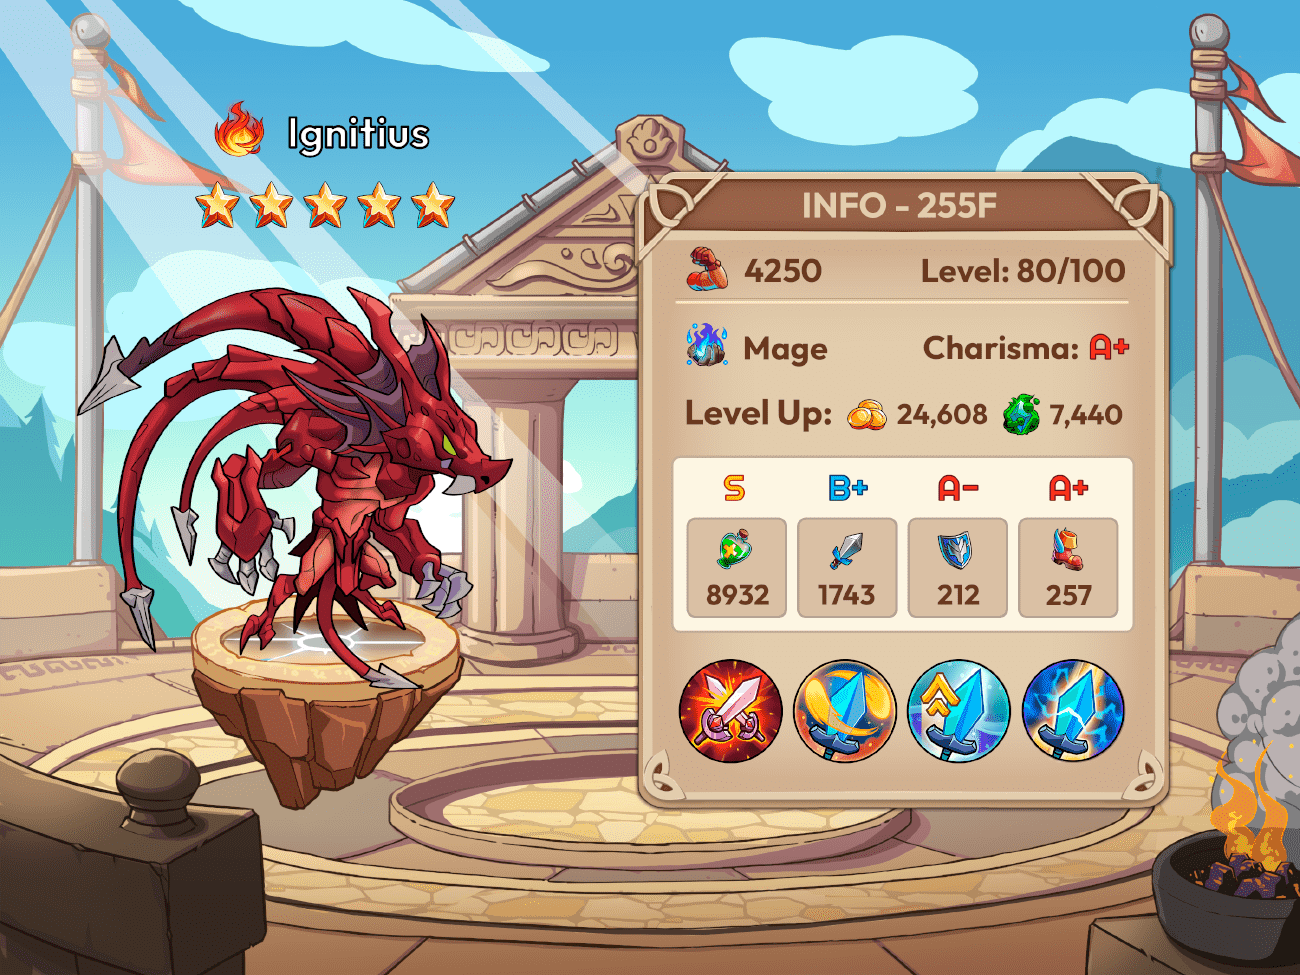 Ignitius
INFO - 255F
4250 Level: 80/100
Mage Charisma: A+
Level Up: 24,608 7,440
S B+ A- A+
8932 1743 212 257